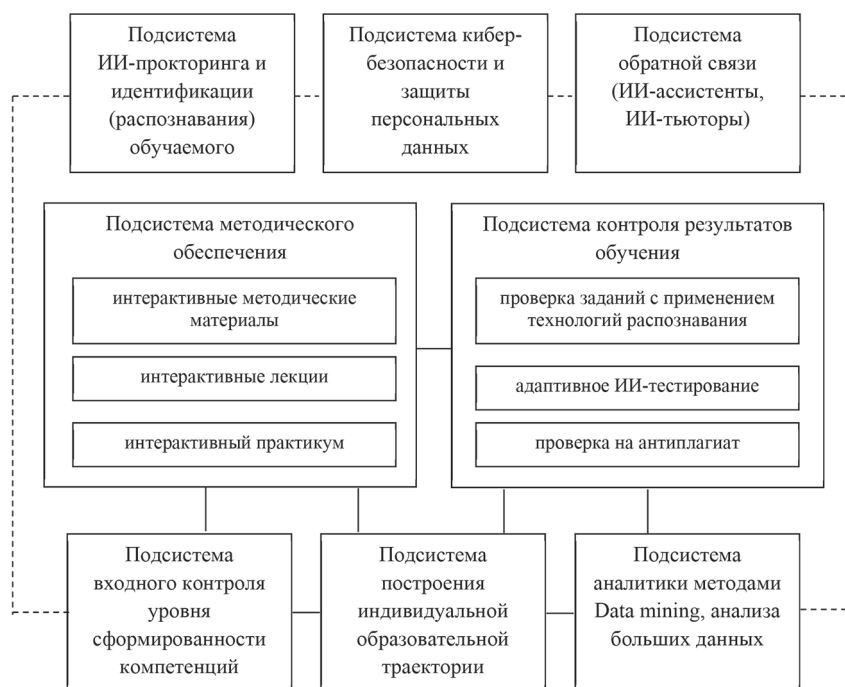 Подсистема
ИИ-прокторинга и
идентификации
(распознавания)
обучаемого
Подсистема кибер-
безопасности и
защиты
персональных
данных
Подсистема
обратной связи
(ИИ-ассистенты,
ИИ-тьюторы)
Подсистема методического
обеспечения
интерактивные методические
материалы
интерактивные лекции
интерактивный практикум
Подсистема контроля результатов
обучения
проверка заданий с применением
технологий распознавания
адаптивное ИИ-тестирование
проверка на антиплагиат
Подсистема
входного контроля
уровня
сформированности
компетенций
Подсистема
построения
индивидуальной
образовательной
траектории
Подсистема
аналитики методами
Data mining, анализа
больших данных